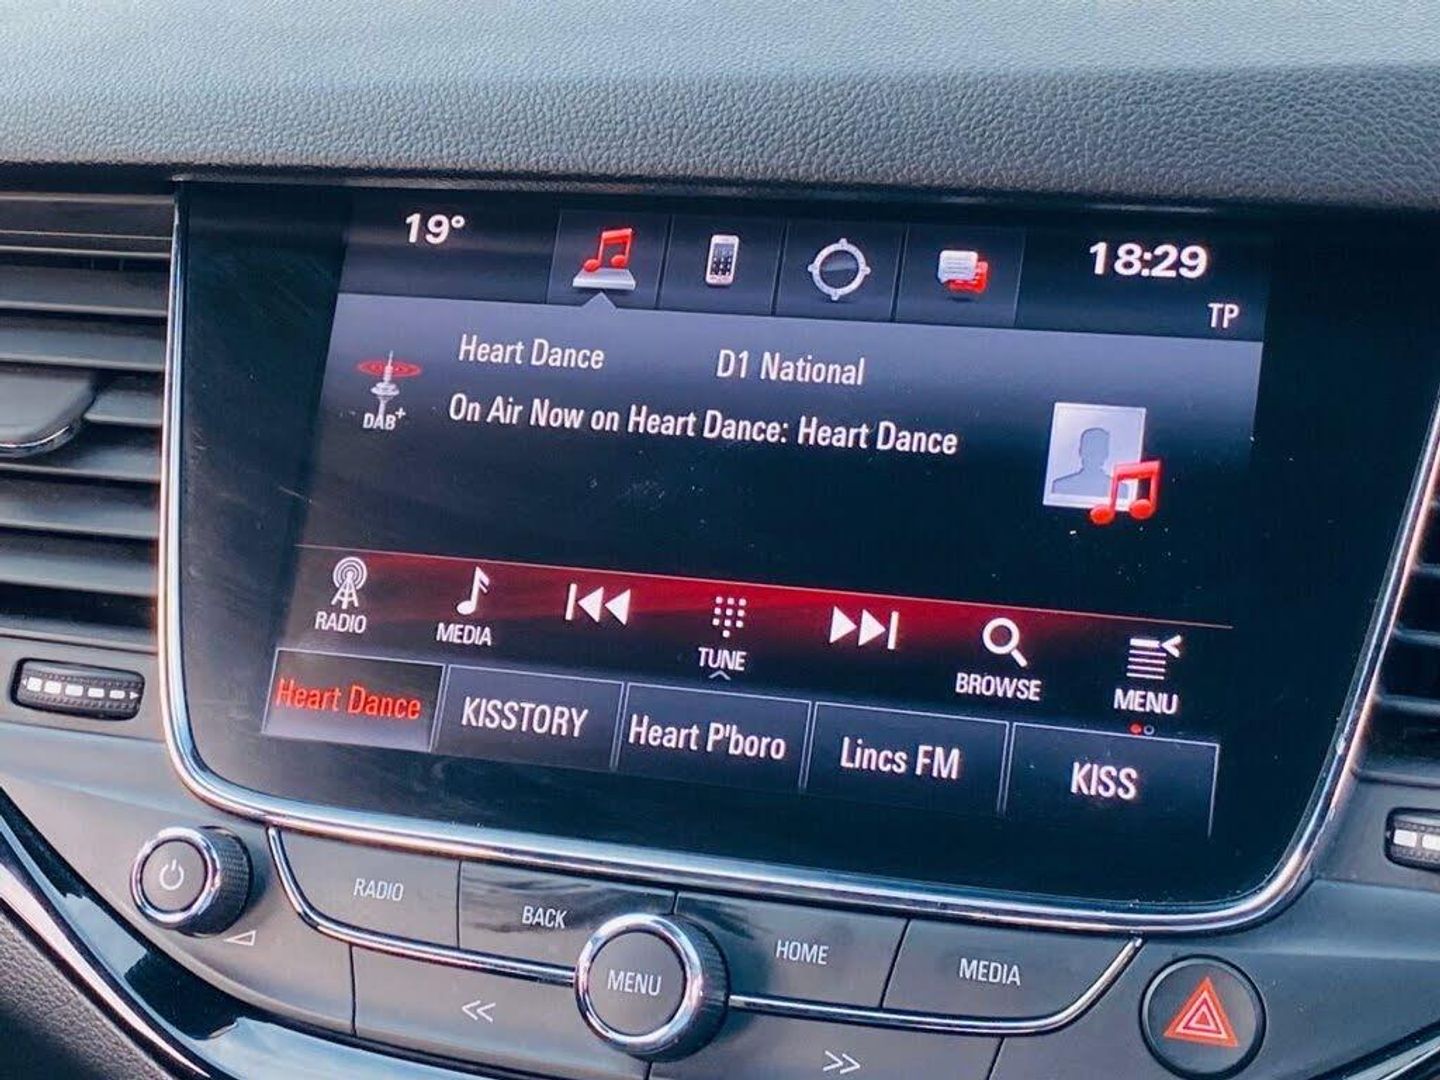 19°
18:29
TP
Heart Dance D1 National
DAB+
On Air Now on Heart Dance: Heart Dance
RADIO
MEDIA
TUNE
BROWSE
MENU
Heart Dance
KISSTORY
Heart P'boro
Lincs FM
KISS
RADIO
BACK
MENU
HOME
MEDIA